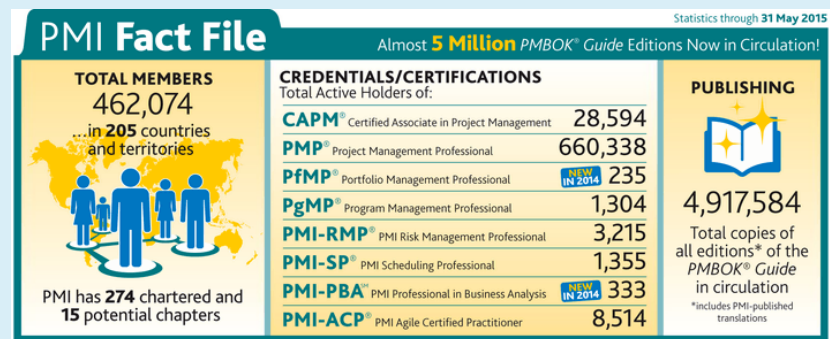 Statistics through 31 May 2015
PMI Fact File
Almost 5 Million PMBOK® Guide Editions Now in Circulation!
TOTAL MEMBERS
462,074
...in 205 countries
and territories
PMI has 274 chartered and
15 potential chapters
CREDENTIALS/CERTIFICATIONS
Total Active Holders of:
CAPM® Certified Associate in Project Management 28,594
PMP® Project Management Professional 660,338
PfMP® Portfolio Management Professional NEW IN 2014 235
PgMP® Program Management Professional 1,304
PMI-RMP® PMI Risk Management Professional 3,215
PMI-SP® PMI Scheduling Professional 1,355
PMI-PBA℠ PMI Professional in Business Analysis NEW IN 2014 333
PMI-ACP® PMI Agile Certified Practitioner 8,514
PUBLISHING
4,917,584
Total copies of
all editions* of the
PMBOK® Guide
in circulation
*includes PMI-published
translations